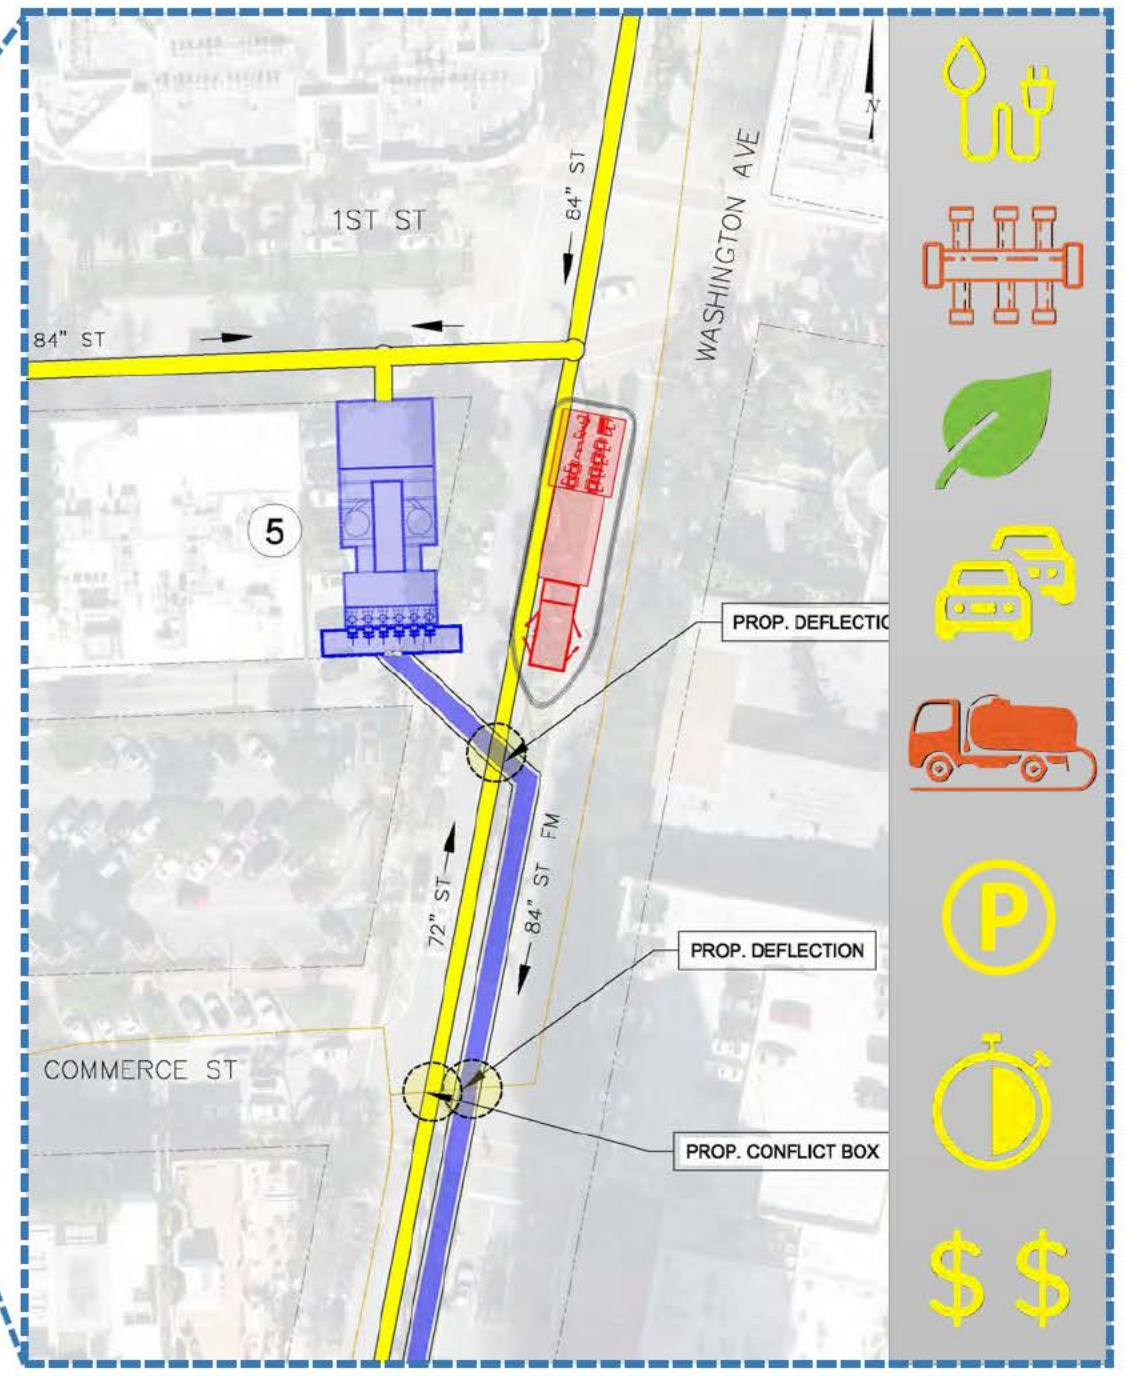 84" ST
N
WASHINGTON AVE
1ST ST
84" ST
5
PROP. DEFLECTIO
72" ST
84" ST FM
PROP. DEFLECTION
COMMERCE ST
PROP. CONFLICT BOX
P
$ $